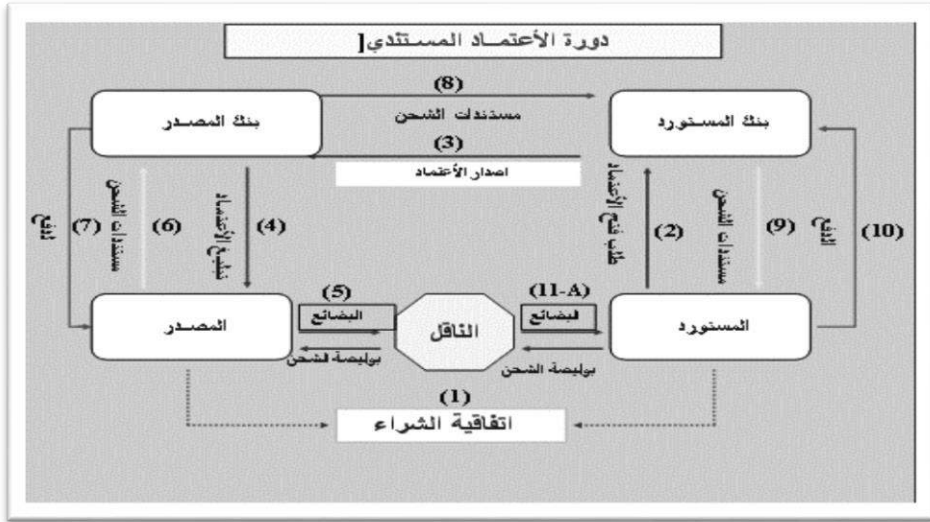 دورة الأعتماد المستندي]
(8)
بنك المصدر
بنك المستورد
مستندات الشحن
(3)
اصدار الأعتماد
دفع
(7)
مستندات الشحن
(6)
تبليغ الأعتماد
(4)
طلب فتح الأعتماد
(2)
مستندات الشحن
(9)
الدفع
(10)
(5)
(11-A)
المصدر
البضائع
الناقل
البضائع
المستورد
بوليصة الشحن
بوليصة الشحن
(1)
اتفاقية الشراء